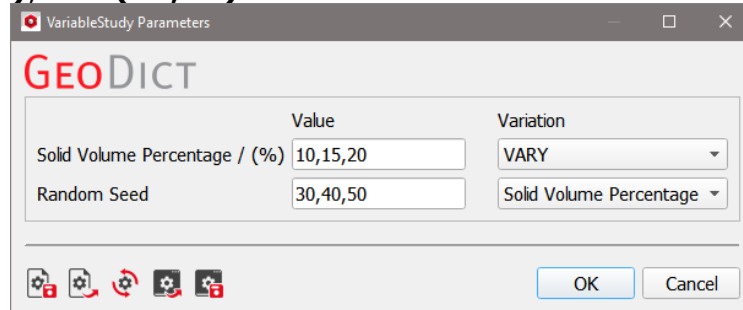 VariableStudy Parameters
GEODICT
Value Variation
Solid Volume Percentage / (%) 10,15,20 VARY
Random Seed 30,40,50 Solid Volume Percentage
OK Cancel